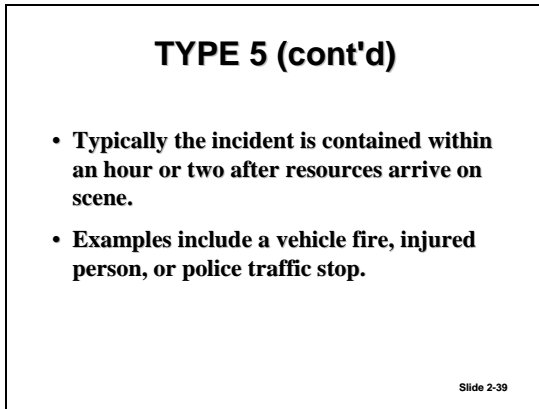 TYPE 5 (cont'd)
• Typically the incident is contained within
an hour or two after resources arrive on
scene.
• Examples include a vehicle fire, injured
person, or police traffic stop.
Slide 2-39